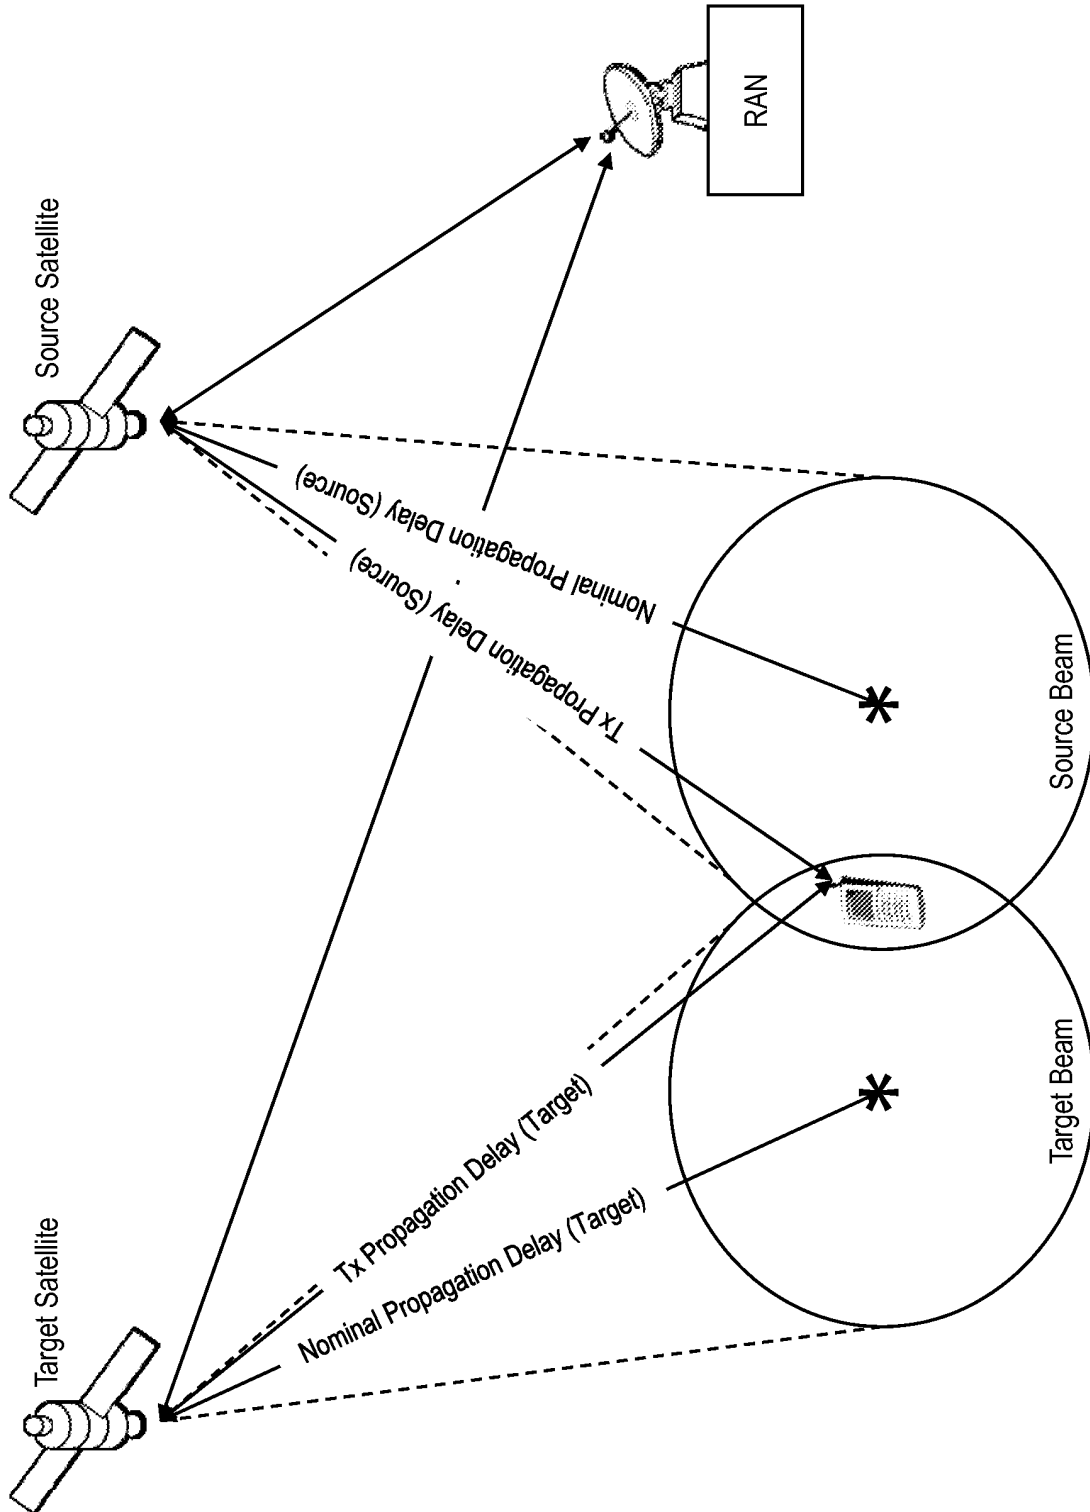 Target Satellite
Source Satellite
Nominal Propagation Delay (Source)
Tx Propagation Delay (Source)
Tx Propagation Delay (Target)
Nominal Propagation Delay (Target)
RAN
Target Beam
Source Beam